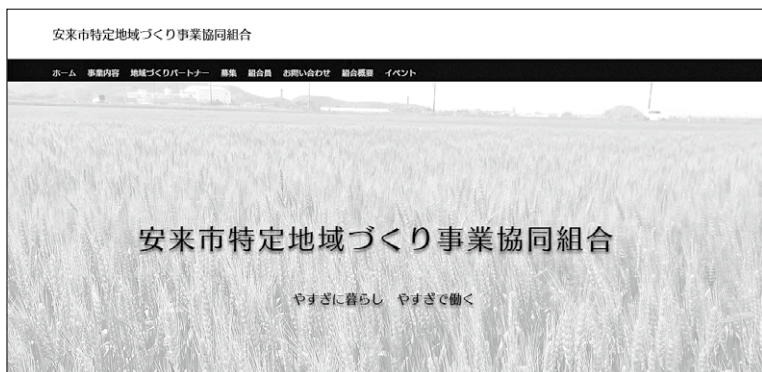 安来市特定地域づくり事業協同組合
ホーム 事業内容 地域づくりパートナー 募集 組合員 お問い合わせ 組合概要 イベント
安来市特定地域づくり事業協同組合
やすぎに暮らし やすぎで働く